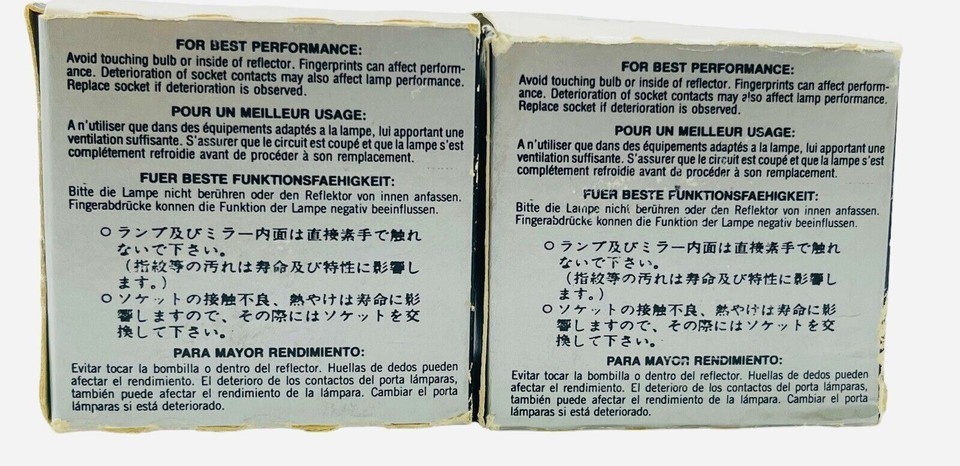 FOR BEST PERFORMANCE:
Avoid touching bulb or inside of reflector. Fingerprints can affect perform-
ance. Deterioration of socket contacts may also affect lamp performance.
Replace socket if deterioration is observed.
POUR UN MEILLEUR USAGE:
A n'utiliser que dans des équipements adaptés a la lampe, lui apportant une
ventilation suffisante. S'assurer que le circuit est coupé et que la lampe s'est
complétement refroidie avant de procéder à son remplacement.
FUER BESTE FUNKTIONSFAEHIGKEIT:
Bitte die Lampe nicht berühren oder den Reflektor von innen anfassen.
Fingerabdrücke konnen die Funktion der Lampe negativ beeinflussen.
○ ランプ及びミラー内面は直接素手で触れ
ないで下さい。
(指紋等の汚れは寿命及び特性に影響し
ます。)
○ ソケットの接触不良、熱やけは寿命に影
響しますので、その際にはソケットを交
換して下さい。
PARA MAYOR RENDIMIENTO:
Evitar tocar la bombilla o dentro del reflector. Huellas de dedos pueden
afectar el rendimiento. El deterioro de los contactos del porta lámparas,
también puede afectar el rendimiento de la lámpara. Cambiar el porta
lámparas si está deteriorado.
FOR BEST PERFORMANCE:
Avoid touching bulb or inside of reflector. Fingerprints can affect perform-
ance. Deterioration of socket contacts may also affect lamp performance.
Replace socket if deterioration is observed.
POUR UN MEILLEUR USAGE:
A n'utiliser que dans des équipements adaptés a la lampe, lui apportant une
ventilation suffisante. S'assurer que le circuit est coupé et que la lampe s'est
complétement refroidie avant de procéder à son remplacement.
FUER BESTE FUNKTIONSFAEHIGKEIT:
Bitte die Lampe nicht berühren oder den Reflektor von innen anfassen.
Fingerabdrücke konnen die Funktion der Lampe negativ beeinflussen.
○ ランプ及びミラー内面は直接素手で触れ
ないで下さい。
(指紋等の汚れは寿命及び特性に影響し
ます。)
○ ソケットの接触不良、熱やけは寿命に影
響しますので、その際にはソケットを交
換して下さい。
PARA MAYOR RENDIMIENTO:
Evitar tocar la bombilla o dentro del reflector. Huellas de dedos pueden
afectar el rendimiento. El deterioro de los contactos del porta lámparas,
también puede afectar el rendimiento de la lámpara. Cambiar el porta
lámparas si está deteriorado.